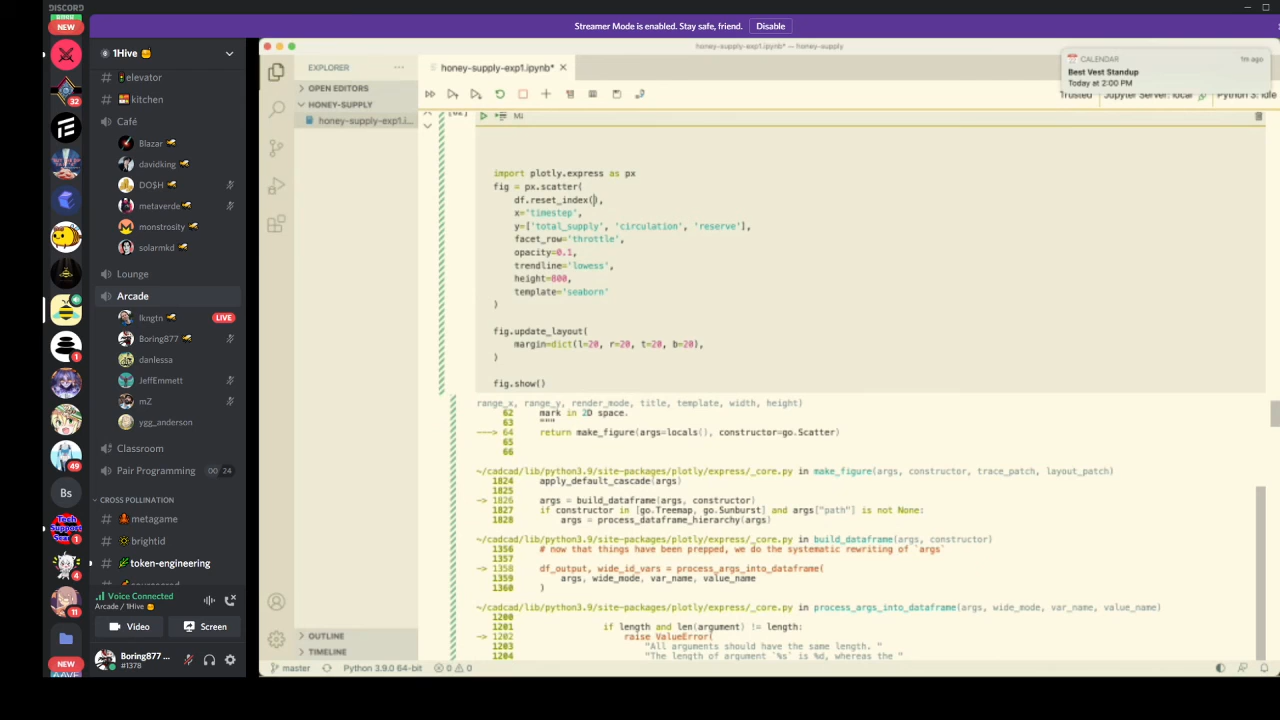 DISCORD
Streamer Mode is enabled. Stay safe, friend. Disable
NEW
32
1
49
Bs
1
4
11
NEW
1Hive
elevator
kitchen
Café
Blazar
davidking
DO$H
metaverde
monstrosity
solarmkd
Lounge
Arcade
lkngtn LIVE
Boring877
danlessa
JeffEmmett
mZ
ygg_anderson
Classroom
Pair Programming 00 24
CROSS POLLINATION
metagame
brightid
token-engineering
Voice Connected
Arcade / 1Hive
Video Screen
Boring877 ...
#1378
honey-supply-exp1.ipynb* — honey-supply
EXPLORER ...
OPEN EDITORS
HONEY-SUPPLY
honey-supply-exp1.i...
OUTLINE
TIMELINE
honey-supply-exp1.ipynb*
CALENDAR 1m ago
Best Vest Standup
Today at 2:00 PM
Trusted Jupyter Server: local Python 3: Idle
[82]
M↓
import plotly.express as px
fig = px.scatter(
df.reset_index(),
x='timestep',
y=['total_supply', 'circulation', 'reserve'],
facet_row='throttle',
opacity=0.1,
trendline='lowess',
height=800,
template='seaborn'
)
fig.update_layout(
margin=dict(l=20, r=20, t=20, b=20),
)
fig.show()
range_x, range_y, render_mode, title, template, width, height)
62 mark in 2D space.
63 """
---> 64 return make_figure(args=locals(), constructor=go.Scatter)
65
66
~/cadcad/lib/python3.9/site-packages/plotly/express/_core.py in make_figure(args, constructor, trace_patch, layout_patch)
1824 apply_default_cascade(args)
1825
-> 1826 args = build_dataframe(args, constructor)
1827 if constructor in [go.Treemap, go.Sunburst] and args["path"] is not None:
1828 args = process_dataframe_hierarchy(args)
~/cadcad/lib/python3.9/site-packages/plotly/express/_core.py in build_dataframe(args, constructor)
1356 # now that things have been prepped, we do the systematic rewriting of `args`
1357
-> 1358 df_output, wide_id_vars = process_args_into_dataframe(
1359 args, wide_mode, var_name, value_name
1360 )
~/cadcad/lib/python3.9/site-packages/plotly/express/_core.py in process_args_into_dataframe(args, wide_mode, var_name, value_name)
1200
1201 if length and len(argument) != length:
-> 1202 raise ValueError(
1203 "All arguments should have the same length. "
1204 "The length of argument `%s` is %d, whereas the "
master Python 3.9.0 64-bit 0 0